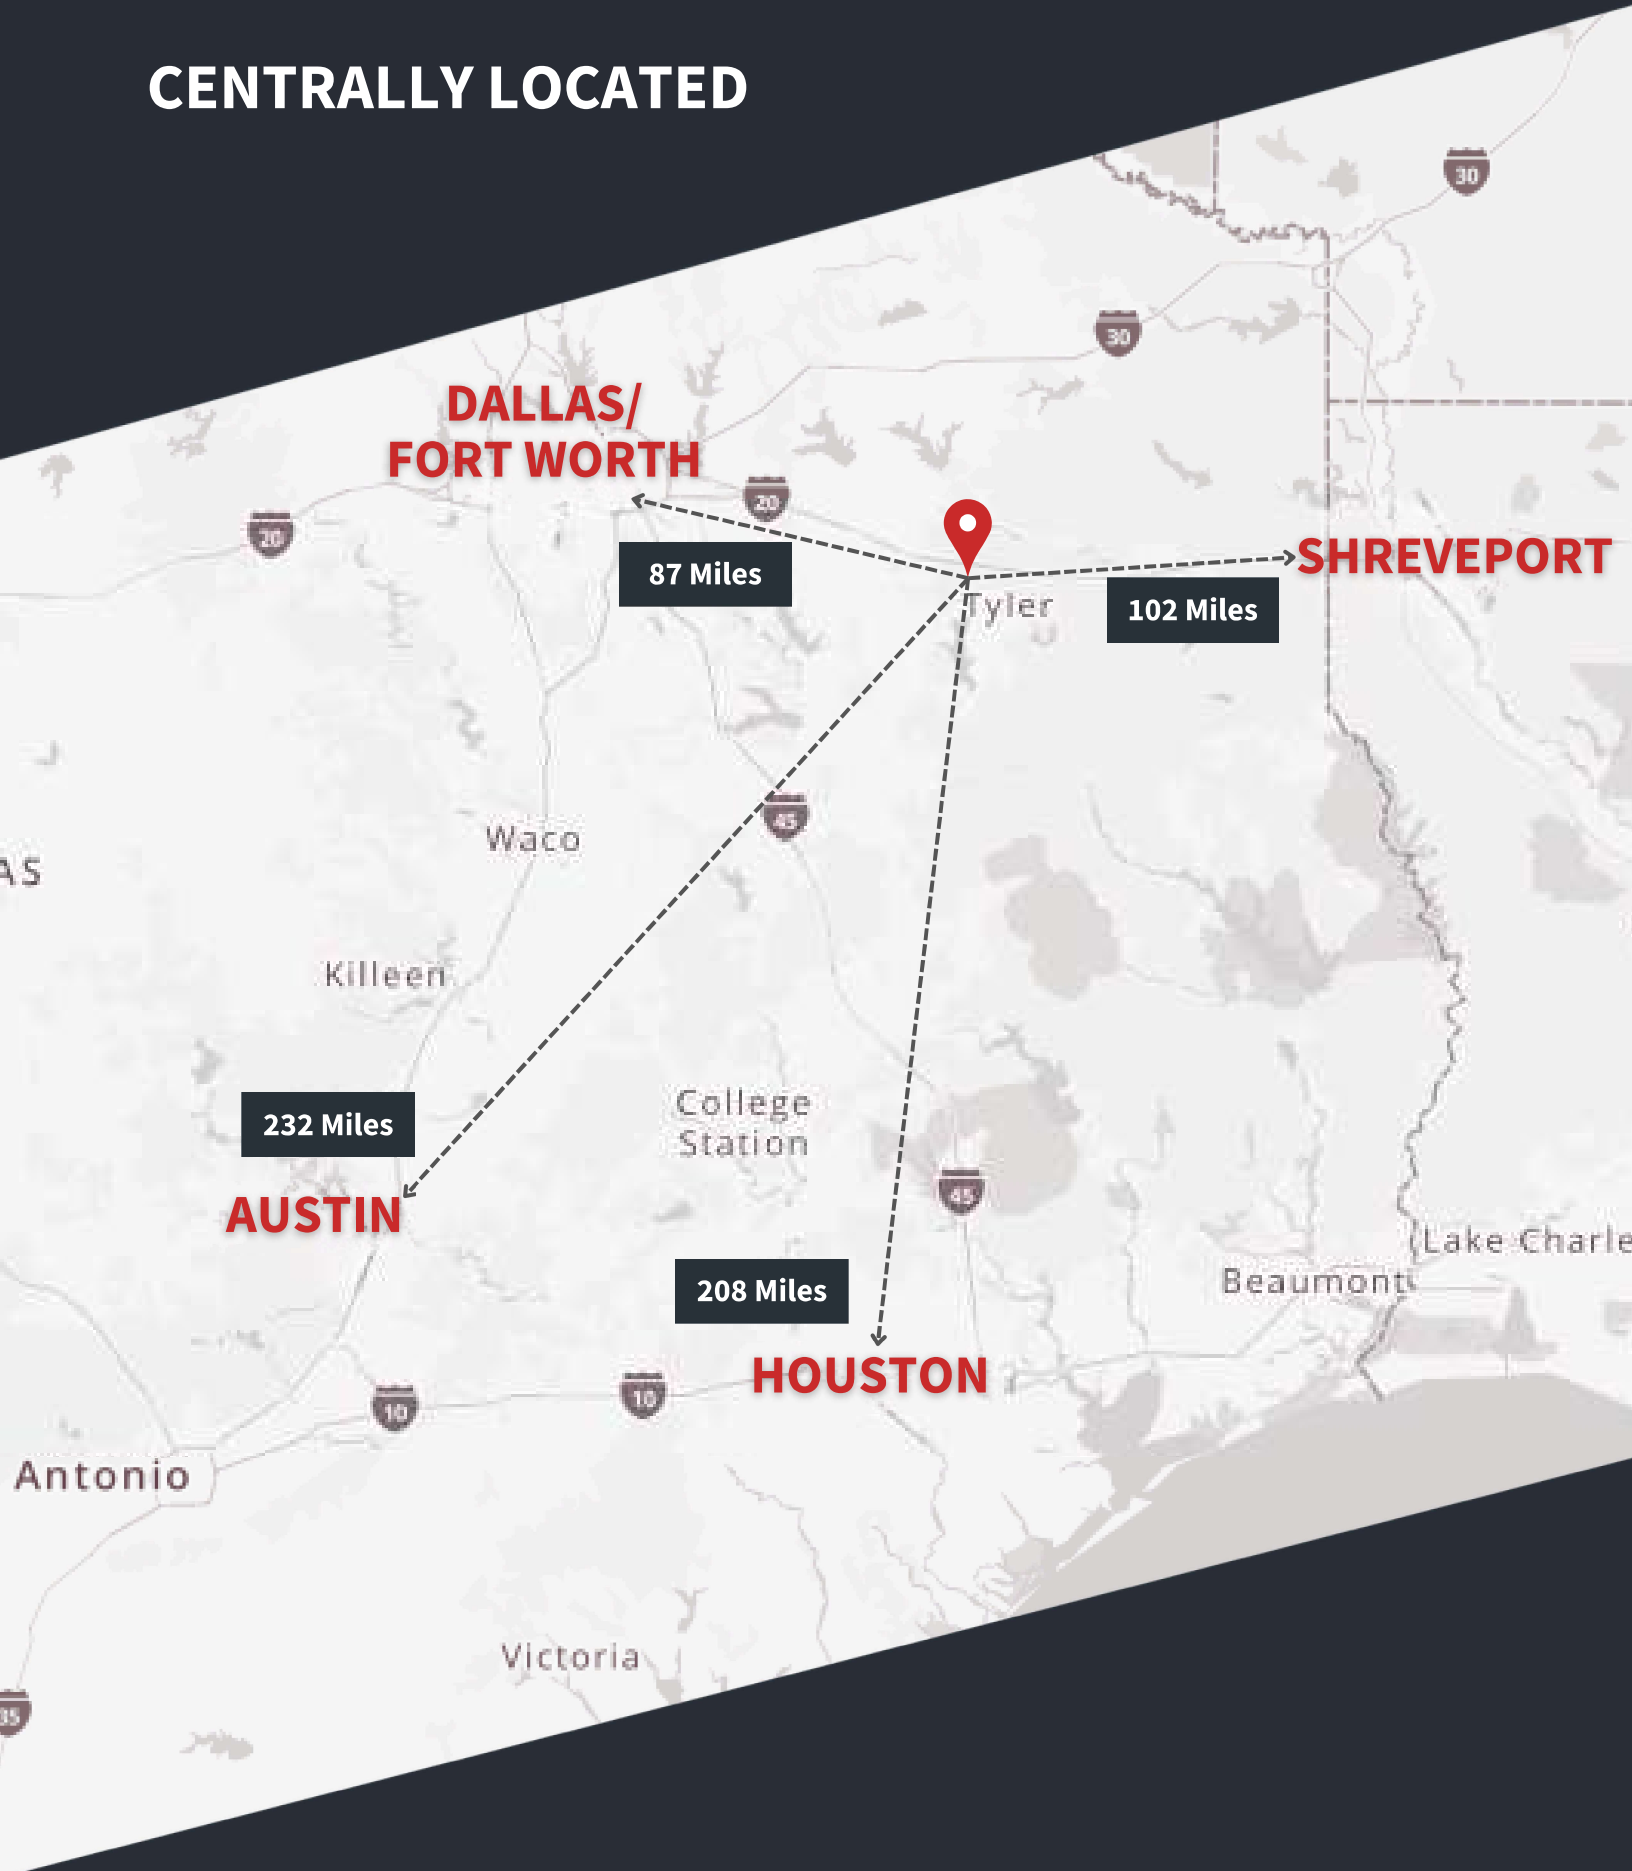 CENTRALLY LOCATED
30
30
DALLAS/
FORT WORTH
20
20
SHREVEPORT
87 Miles
102 Miles
Tyler
45
Waco
AS
Killeen
College
Station
232 Miles
45
AUSTIN
Lake Charle
Beaumont
208 Miles
HOUSTON
10
10
Antonio
Victoria
35